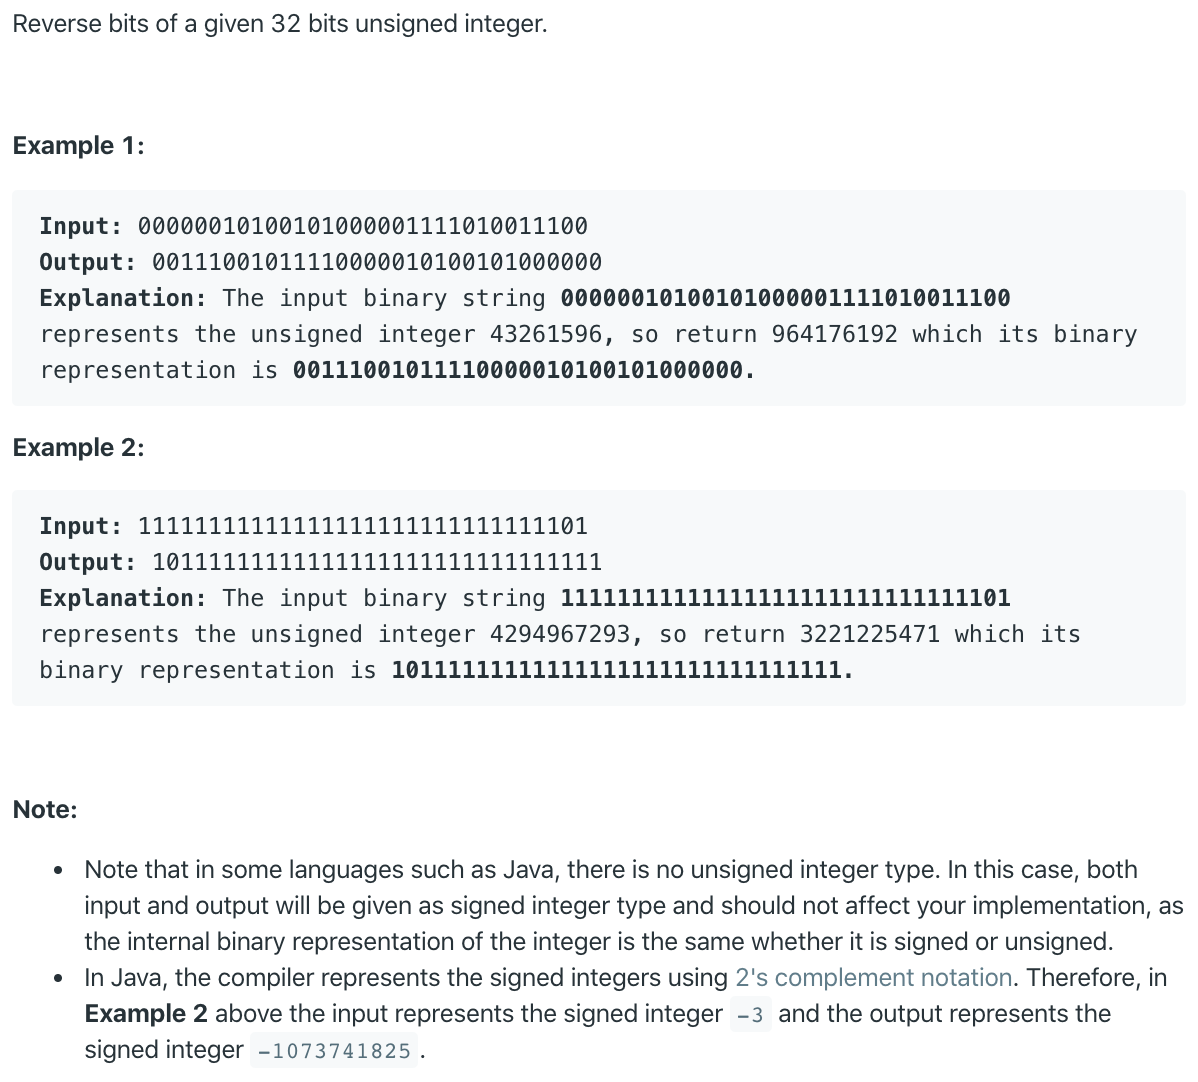 Reverse bits of a given 32 bits unsigned integer.
Example 1:
Input: 00000010100101000001111010011100
Output: 00111001011110000010100101000000
Explanation: The input binary string 00000010100101000001111010011100
represents the unsigned integer 43261596, so return 964176192 which its binary
representation is 00111001011110000010100101000000.
Example 2:
Input: 11111111111111111111111111111101
Output: 10111111111111111111111111111111
Explanation: The input binary string 11111111111111111111111111111101
represents the unsigned integer 4294967293, so return 3221225471 which its
binary representation is 10111111111111111111111111111111.
Note:
• Note that in some languages such as Java, there is no unsigned integer type. In this case, both
input and output will be given as signed integer type and should not affect your implementation, as
the internal binary representation of the integer is the same whether it is signed or unsigned.
• In Java, the compiler represents the signed integers using 2's complement notation. Therefore, in
Example 2 above the input represents the signed integer -3 and the output represents the
signed integer -1073741825 .